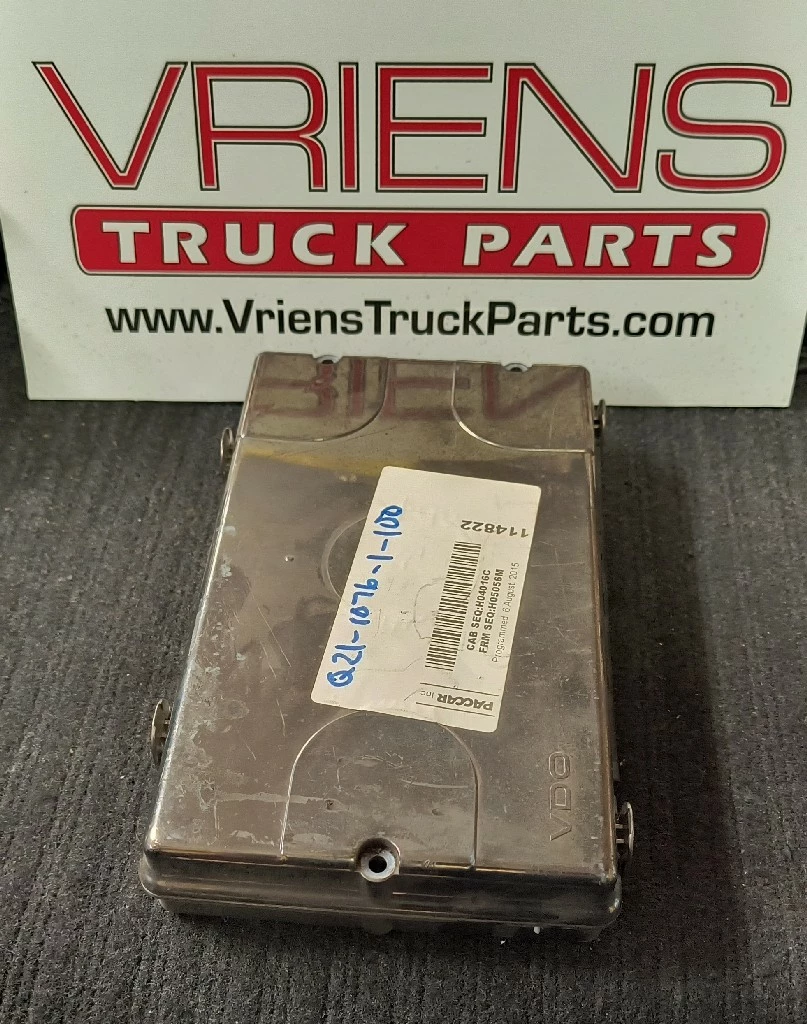 VRIENS
TRUCK PARTS
www.VriensTruckParts.com
Q21-1076-1-100
114822
CAB SEQ:H04016C
FRM SEQ:H05056M
Programmed: 6 August, 2015
PACCAR Inc
VDO